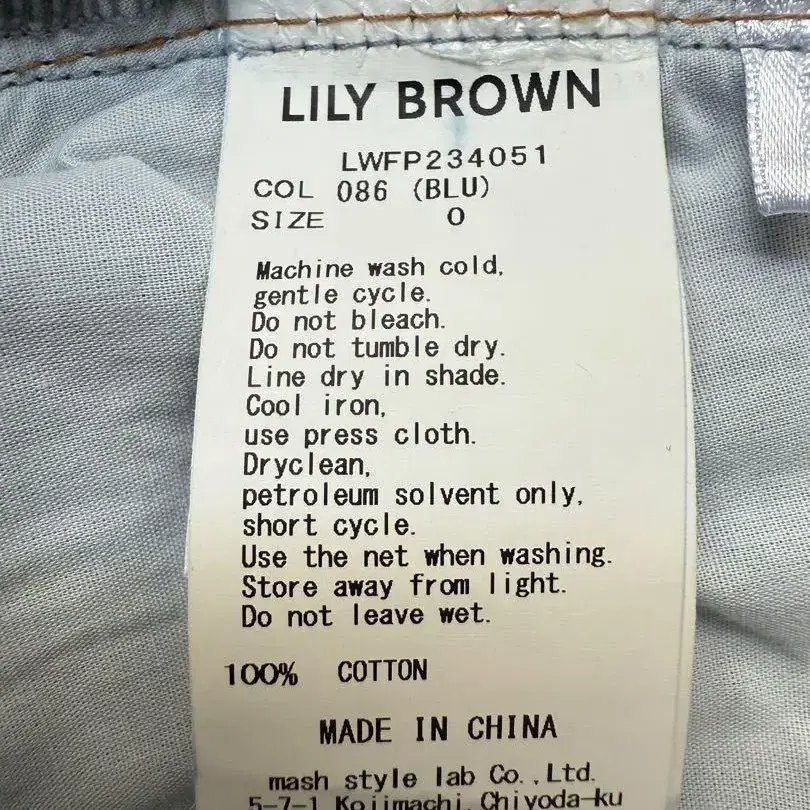 LILY BROWN
LWFP234051
COL 086 (BLU)
SIZE 0
Machine wash cold,
gentle cycle.
Do not bleach.
Do not tumble dry.
Line dry in shade.
Cool iron,
use press cloth.
Dryclean,
petroleum solvent only,
short cycle.
Use the net when washing.
Store away from light.
Do not leave wet.
100% COTTON
MADE IN CHINA
mash style lab Co.,Ltd.
5-7-1 Kojimachi,Chiyoda-ku